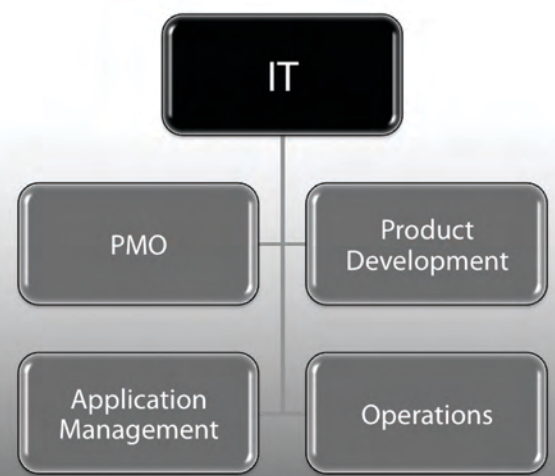 IT
PMO
Product
Development
Application
Management
Operations